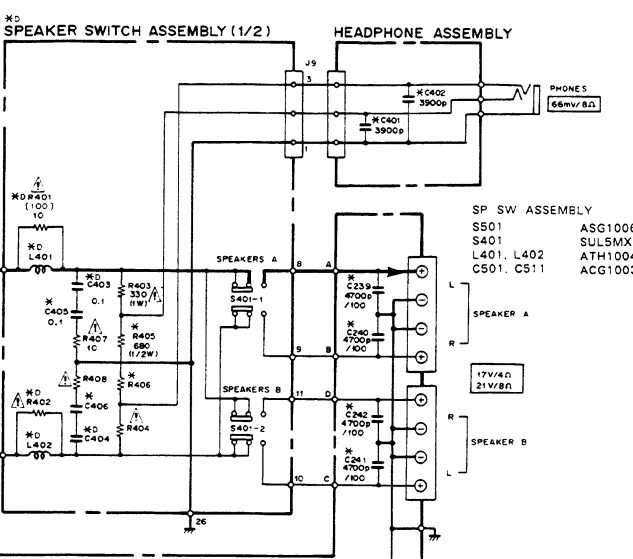 *D
SPEAKER SWITCH ASSEMBLY (1/2)
HEADPHONE ASSEMBLY
J9
3
*C402
3900p
PHONES
66mv/8Ω
*C401
3900p
1
*D R401
(100)
10
*D
L401
SP SW ASSEMBLY
S501 ASG1006
S401 SUL5MX
L401, L402 ATH1004
C501, C511 ACG1003
SPEAKERS A
8
A
+
*D
C403
0.1
R403
330
(1W)
S401-1
*
C239
4700p
/100
−
L
*
C405
0.1
R407
10
*
R405
680
(1/2W)
*
C240
4700p
/100
−
SPEAKER A
R
9
B
+
17V/4Ω
21V/8Ω
R408
*
R406
*D
R402
*
C406
SPEAKERS B
11
D
+
*
C242
4700p
/100
R
−
R404
*D
L402
*D
C404
S401-2
SPEAKER B
*
C241
4700p
/100
−
L
10
C
+
26